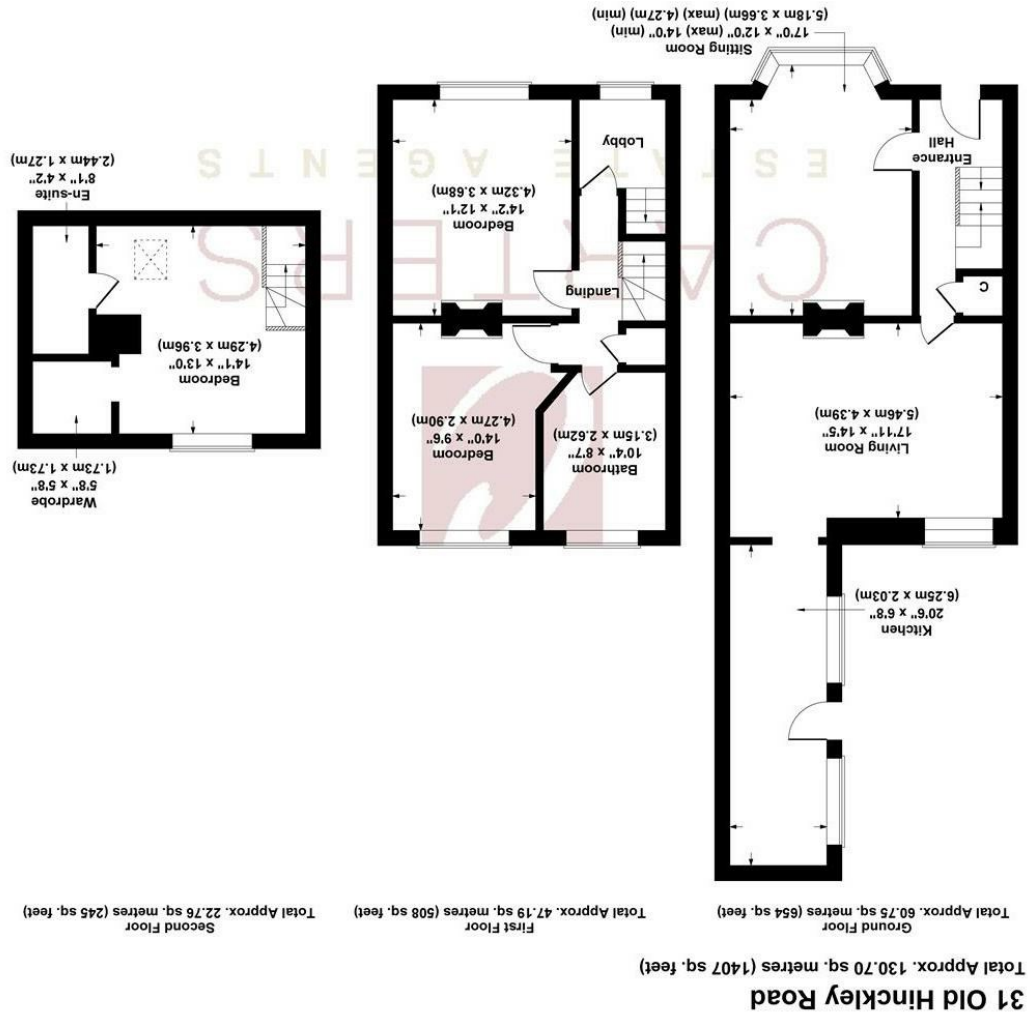 31 Old Hinckley Road
Total Approx. 130.70 sq. metres (1407 sq. feet)
Ground Floor
Total Approx. 60.75 sq. metres (654 sq. feet)
First Floor
Total Approx. 47.19 sq. metres (508 sq. feet)
Second Floor
Total Approx. 22.76 sq. metres (245 sq. feet)
Kitchen
20'6" x 6'8"
(6.25m x 2.03m)
Living Room
17'11" x 14'5"
(5.46m x 4.39m)
C
Entrance
Hall
Sitting Room
17'0" x 12'0" (max) 14'0" (min)
5.18m x 3.66m) (max) (4.27m) (min)
Bathroom
10'4" x 8'7"
(3.15m x 2.62m)
Bedroom
14'0" x 9'6"
(4.27m x 2.90m)
Landing
Bedroom
14'2" x 12'1"
(4.32m x 3.68m)
Lobby
Wardrobe
5'8" x 5'8"
(1.73m x 1.73m)
Bedroom
14'1" x 13'0"
(4.29m x 3.96m)
En-suite
8'1" x 4'2"
(2.44m x 1.27m)
CARTERS
ESTATE AGENTS